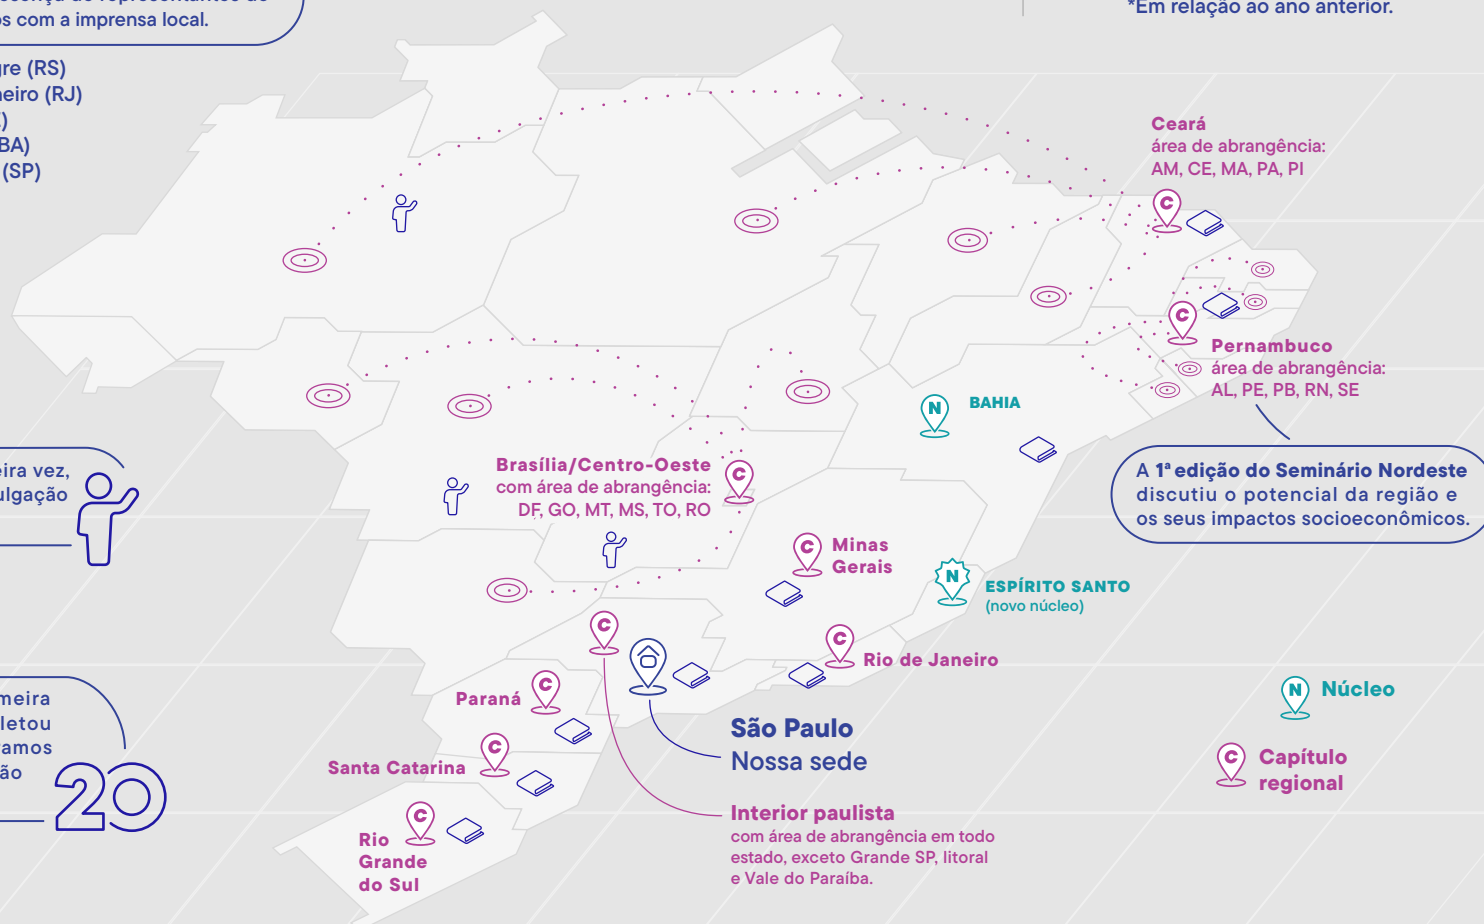 os com a imprensa local.
*Em relação ao ano anterior.
gre (RS)
neiro (RJ)
BA)
(SP)
Ceará
área de abrangência:
AM, CE, MA, PA, PI
C
C
Pernambuco
área de abrangência:
AL, PE, PB, RN, SE
N
BAHIA
A 1ª edição do Seminário Nordeste
discutiu o potencial da região e
os seus impactos socioeconômicos.
eira vez,
ulgação
Brasília/Centro-Oeste
com área de abrangência:
DF, GO, MT, MS, TO, RO
C
C
Minas
Gerais
N
ESPÍRITO SANTO
(novo núcleo)
C
C
Rio de Janeiro
Paraná
C
meira
letou
ramos
ão
20
São Paulo
Nossa sede
Santa Catarina
C
Interior paulista
com área de abrangência em todo
estado, exceto Grande SP, litoral
e Vale do Paraíba.
C
Rio
Grande
do Sul
N
Núcleo
C
Capítulo
regional